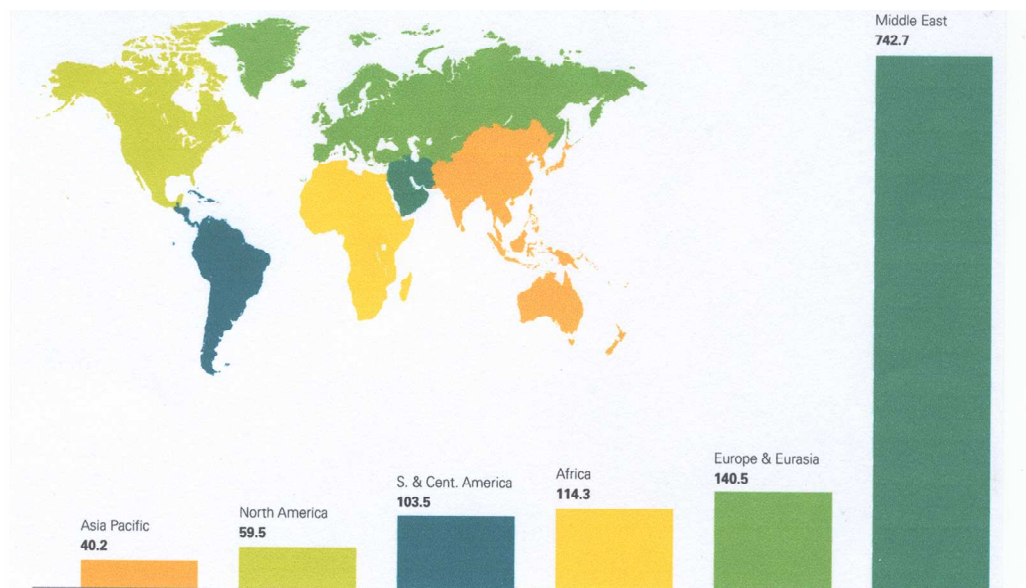 Middle East
742.7
Europe & Eurasia
140.5
Africa
114.3
S. & Cent. America
103.5
North America
59.5
Asia Pacific
40.2